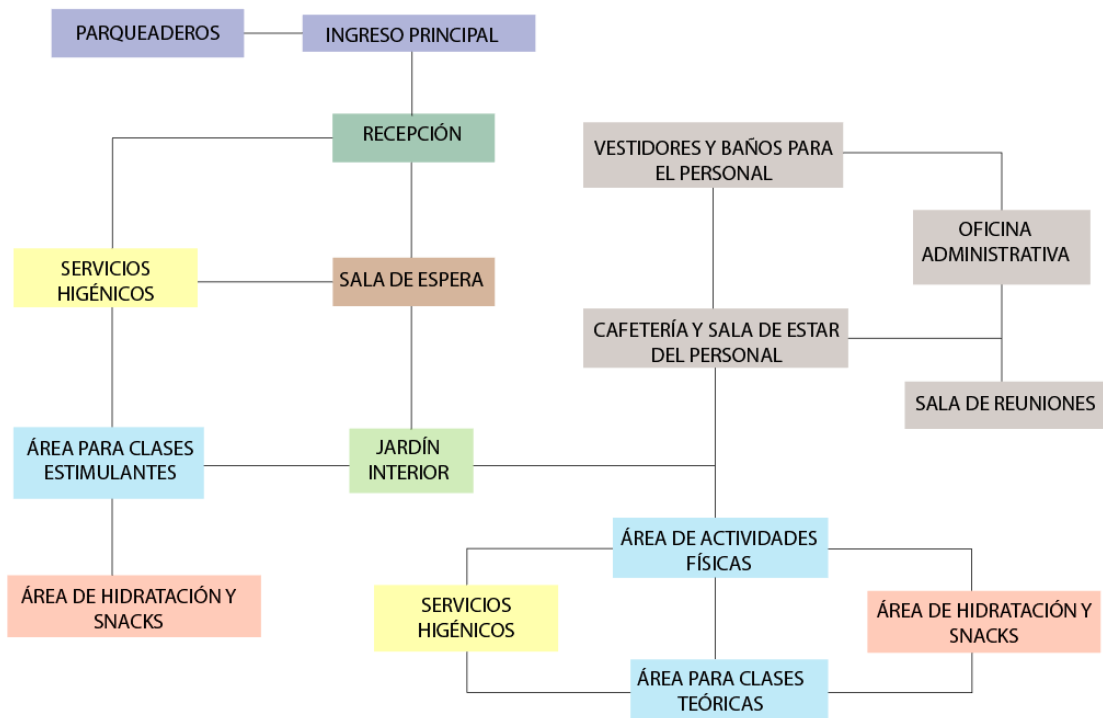 PARQUEADEROS
INGRESO PRINCIPAL
RECEPCIÓN
VESTIDORES Y BAÑOS PARA
EL PERSONAL
OFICINA
ADMINISTRATIVA
SERVICIOS
HIGÉNICOS
SALA DE ESPERA
CAFETERÍA Y SALA DE ESTAR
DEL PERSONAL
SALA DE REUNIONES
ÁREA PARA CLASES
ESTIMULANTES
JARDÍN
INTERIOR
ÁREA DE ACTIVIDADES
FÍSICAS
ÁREA DE HIDRATACIÓN Y
SNACKS
SERVICIOS
HIGÉNICOS
ÁREA DE HIDRATACIÓN Y
SNACKS
ÁREA PARA CLASES
TEÓRICAS